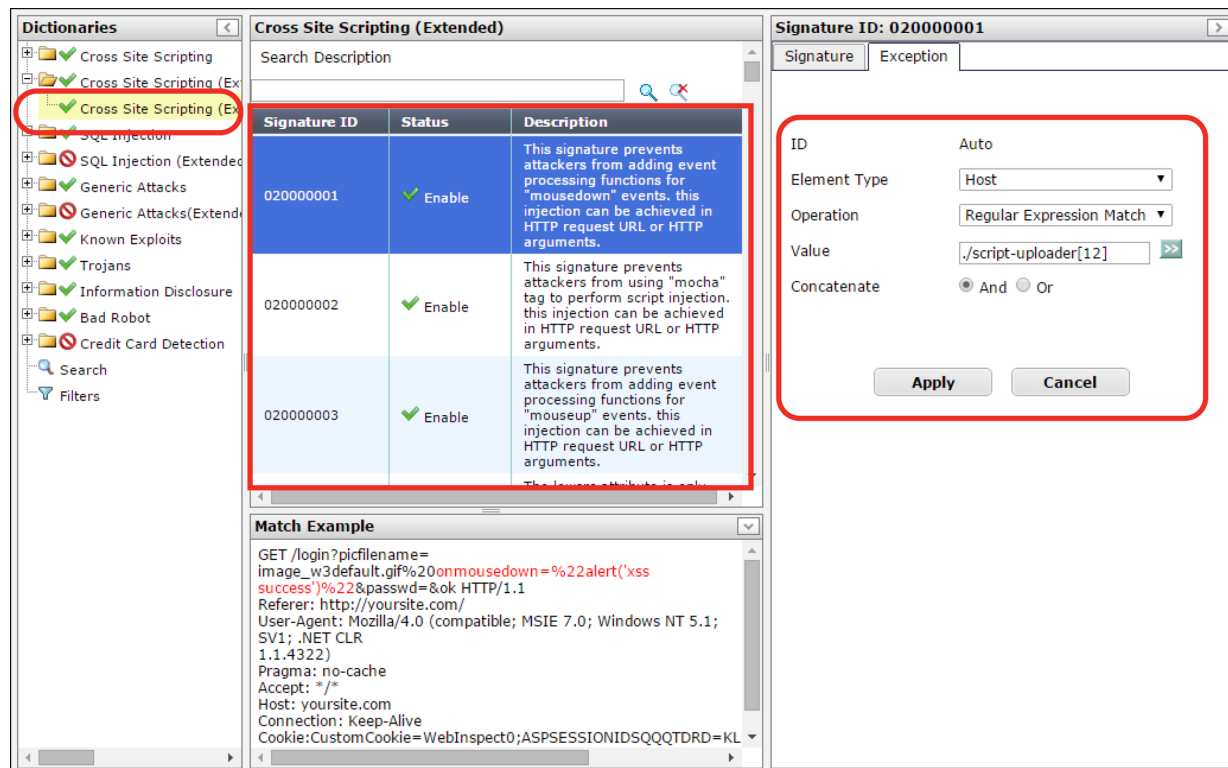 Dictionaries
Cross Site Scripting
Cross Site Scripting (Ex
Cross Site Scripting (Ex
SQL Injection
SQL Injection (Extended
Generic Attacks
Generic Attacks(Extend
Known Exploits
Trojans
Information Disclosure
Bad Robot
Credit Card Detection
Search
Filters
Cross Site Scripting (Extended)
Search Description
Signature ID Status Description
020000001 Enable
This signature prevents
attackers from adding event
processing functions for
"mousedown" events. this
injection can be achieved in
HTTP request URL or HTTP
arguments.
020000002 Enable
This signature prevents
attackers from using "mocha"
tag to perform script injection.
this injection can be achieved
in HTTP request URL or HTTP
arguments.
020000003 Enable
This signature prevents
attackers from adding event
processing functions for
"mouseup" events. this
injection can be achieved in
HTTP request URL or HTTP
arguments.
The lowsrc attribute is only
Match Example
GET /login?picfilename=
image_w3default.gif%20onmousedown=%22alert('xss
success')%22&passwd=&ok HTTP/1.1
Referer: http://yoursite.com/
User-Agent: Mozilla/4.0 (compatible; MSIE 7.0; Windows NT 5.1;
SV1; .NET CLR
1.1.4322)
Pragma: no-cache
Accept: */*
Host: yoursite.com
Connection: Keep-Alive
Cookie:CustomCookie=WebInspect0;ASPSESSIONIDSQQQTDRD=KL
Signature ID: 020000001
Signature Exception
ID Auto
Element Type Host
Operation Regular Expression Match
Value ./script-uploader[12] >>
Concatenate And Or
Apply Cancel